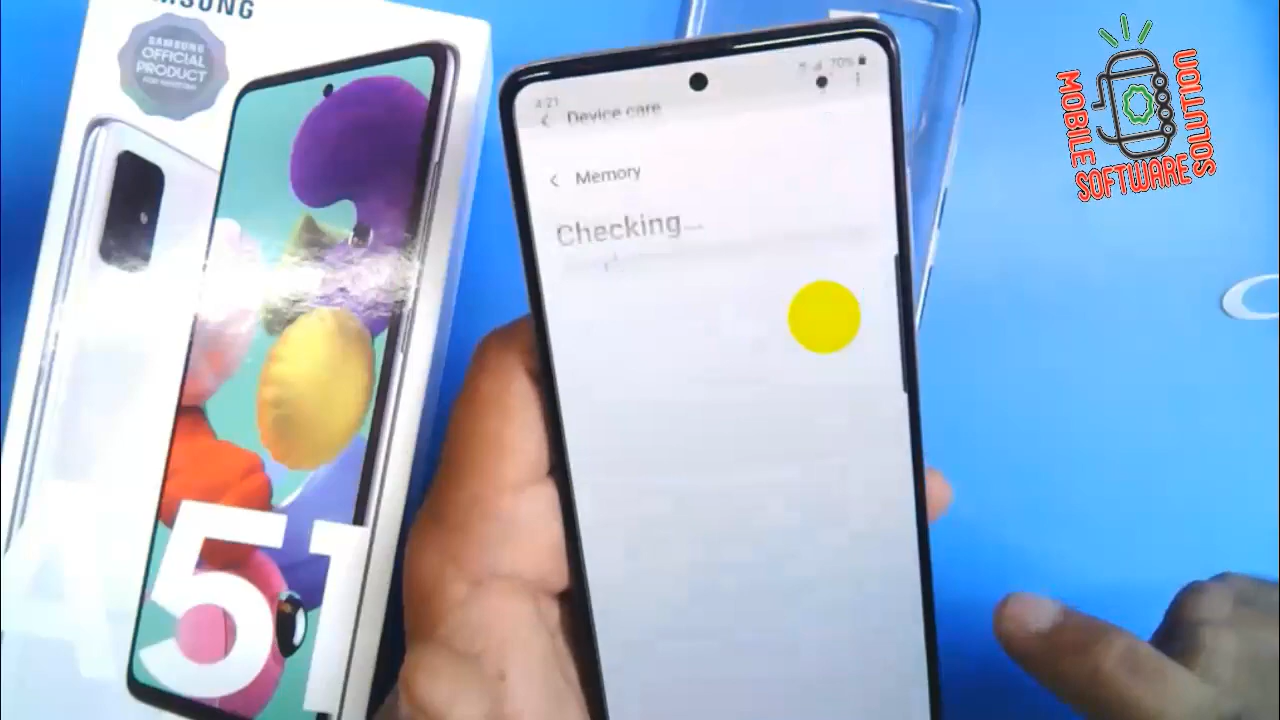 SAMSUNG
SAMSUNG
OFFICIAL
PRODUCT
A51
4:21
70%
Device care
Memory
Checking...
MOBILE
SOFTWARE
SOLUTION